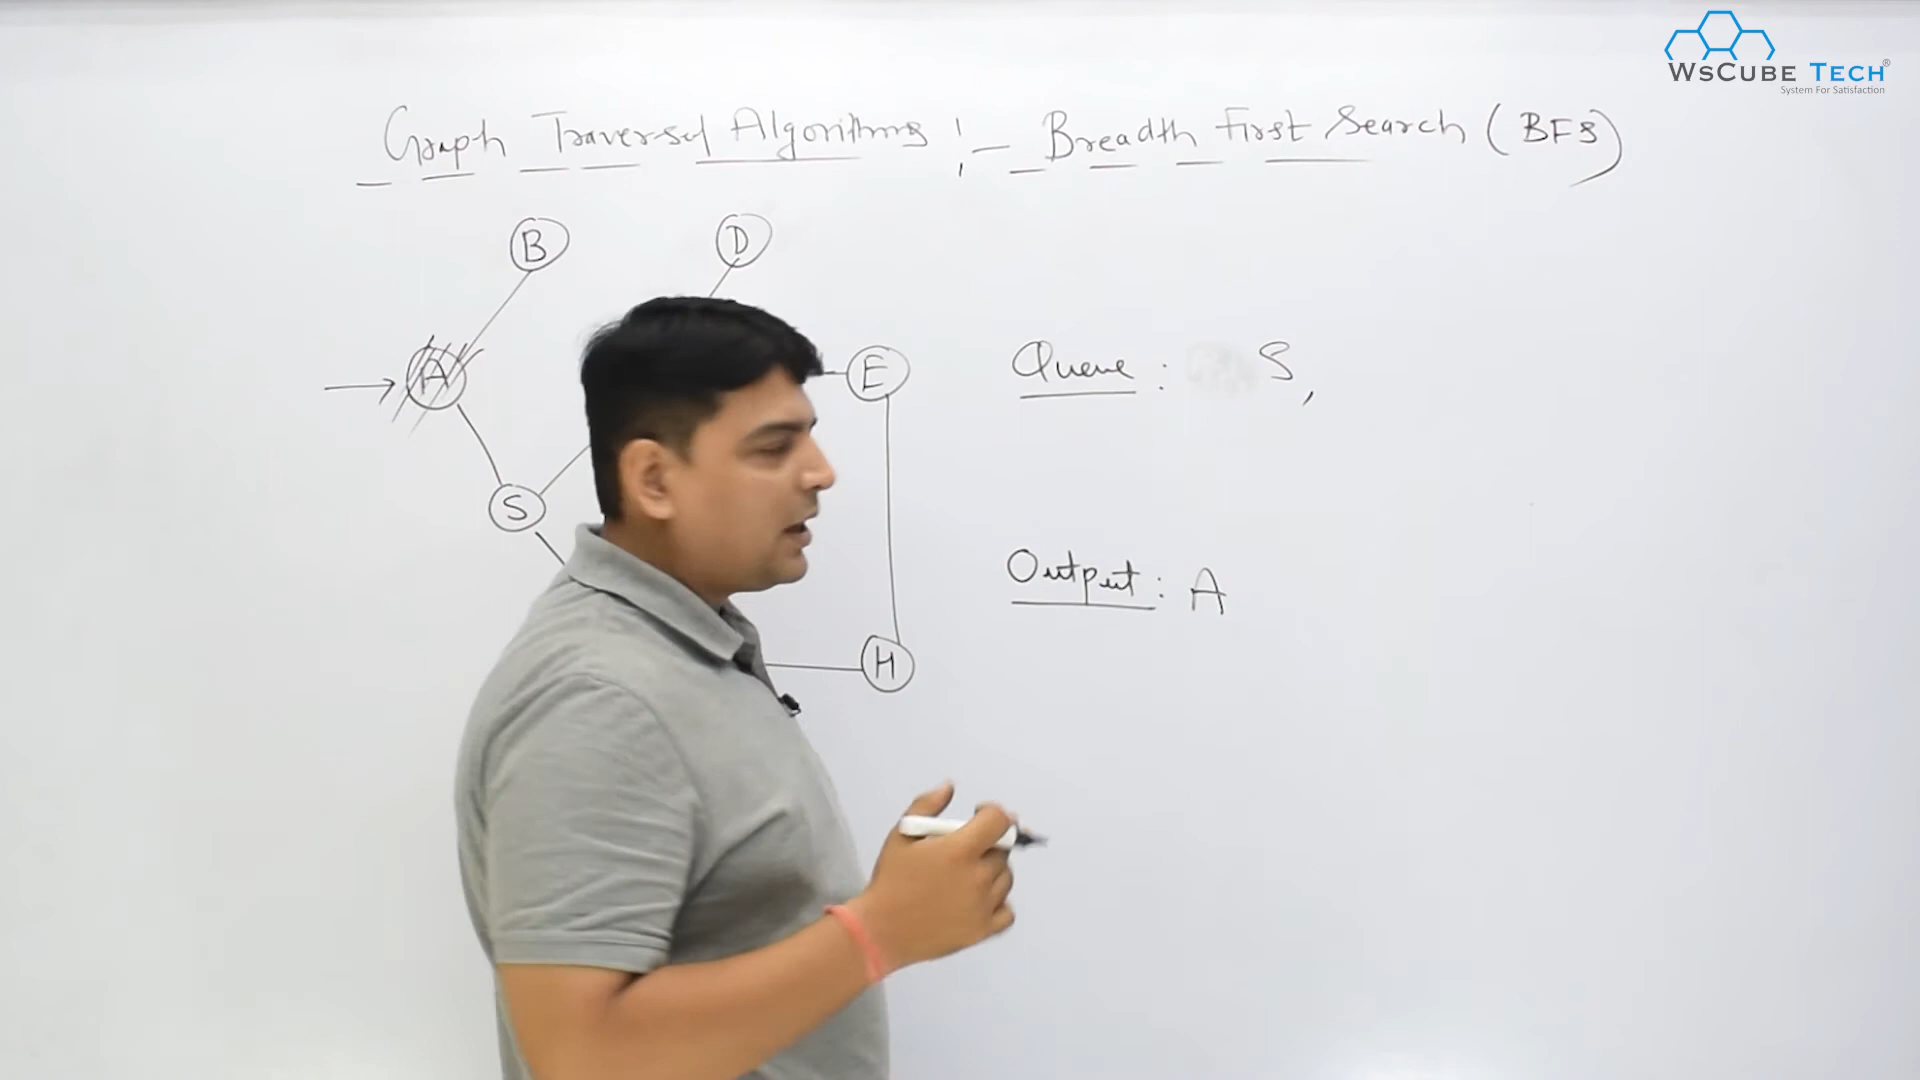 WsCube Tech®
System For Satisfaction
Graph Traversal Algorithms :- Breadth First Search (BFS)
B D
A E
S
H
Queue : S,
Output : A